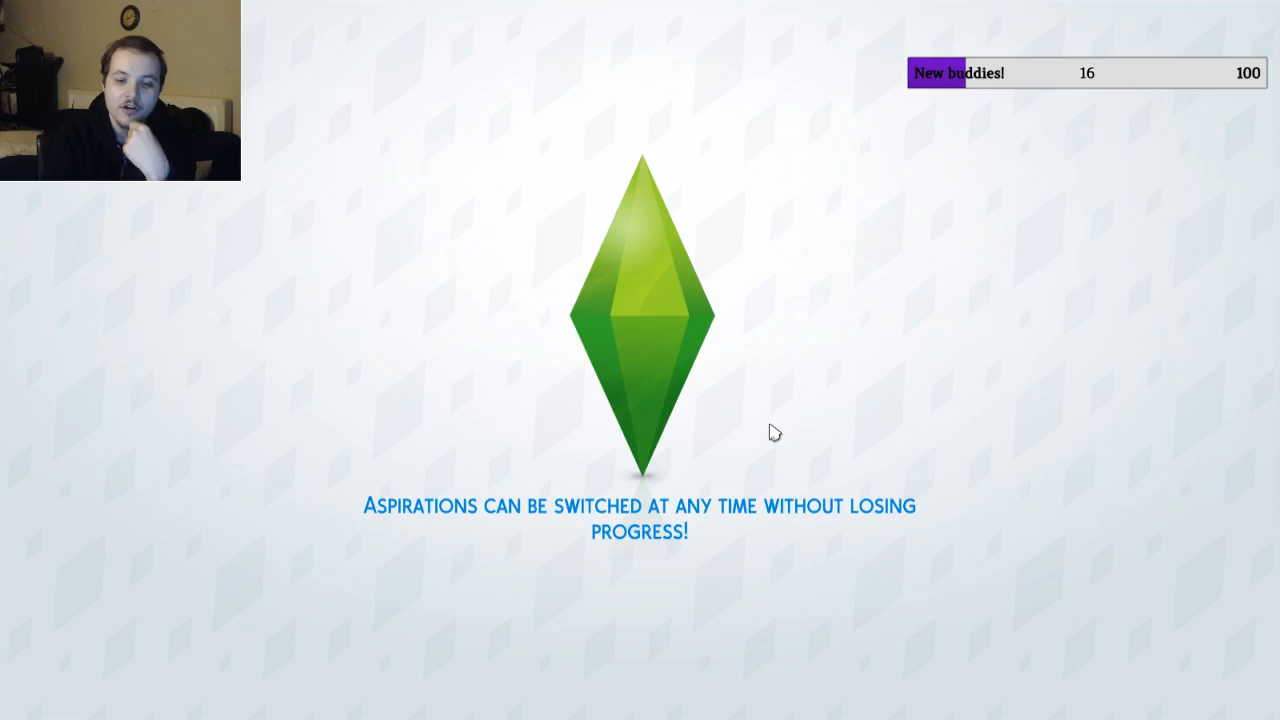 New buddies! 16 100
Aspirations can be switched at any time without losing
progress!